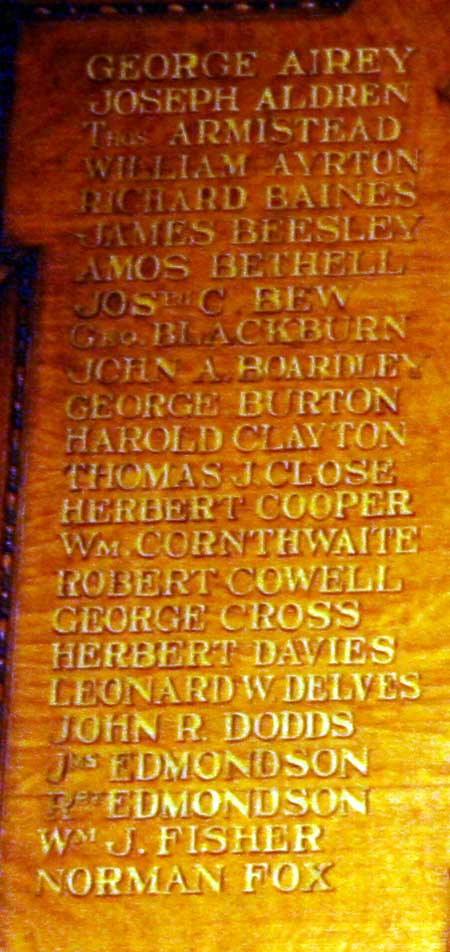 GEORGE AIREY
JOSEPH ALDREN
THOS ARMISTEAD
WILLIAM AYRTON
RICHARD BAINES
JAMES BEESLEY
AMOS BETHELL
JOSPH C. BEW
GEO. BLACKBURN
JOHN A. BOARDLEY
GEORGE BURTON
HAROLD CLAYTON
THOMAS J. CLOSE
HERBERT COOPER
WM. CORNTHWAITE
ROBERT COWELL
GEORGE CROSS
HERBERT DAVIES
LEONARD W. DELVES
JOHN R. DODDS
JAS EDMONDSON
RBT EDMONDSON
WM J. FISHER
NORMAN FOX